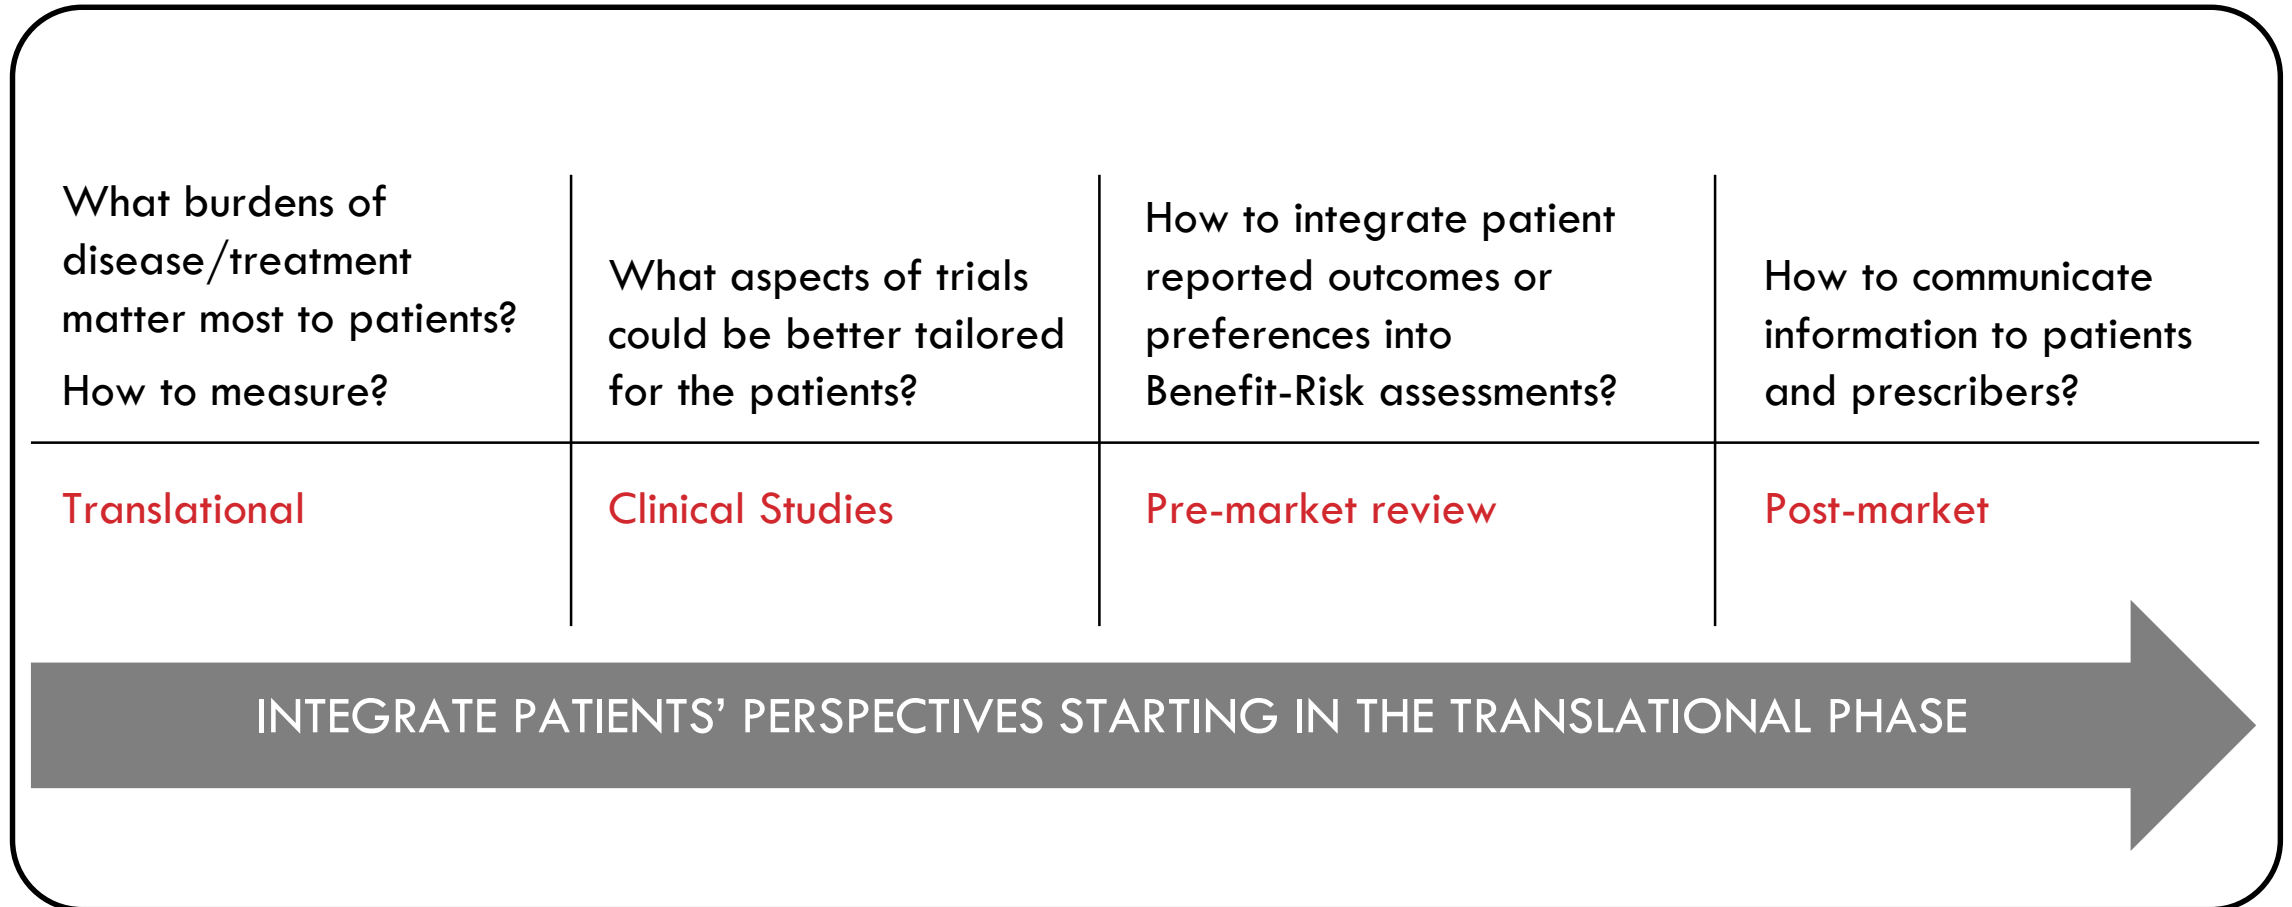 What burdens of
disease/treatment
matter most to patients?
How to measure?
What aspects of trials
could be better tailored
for the patients?
How to integrate patient
reported outcomes or
preferences into
Benefit-Risk assessments?
How to communicate
information to patients
and prescribers?
Translational
Clinical Studies
Pre-market review
Post-market
INTEGRATE PATIENTS’ PERSPECTIVES STARTING IN THE TRANSLATIONAL PHASE